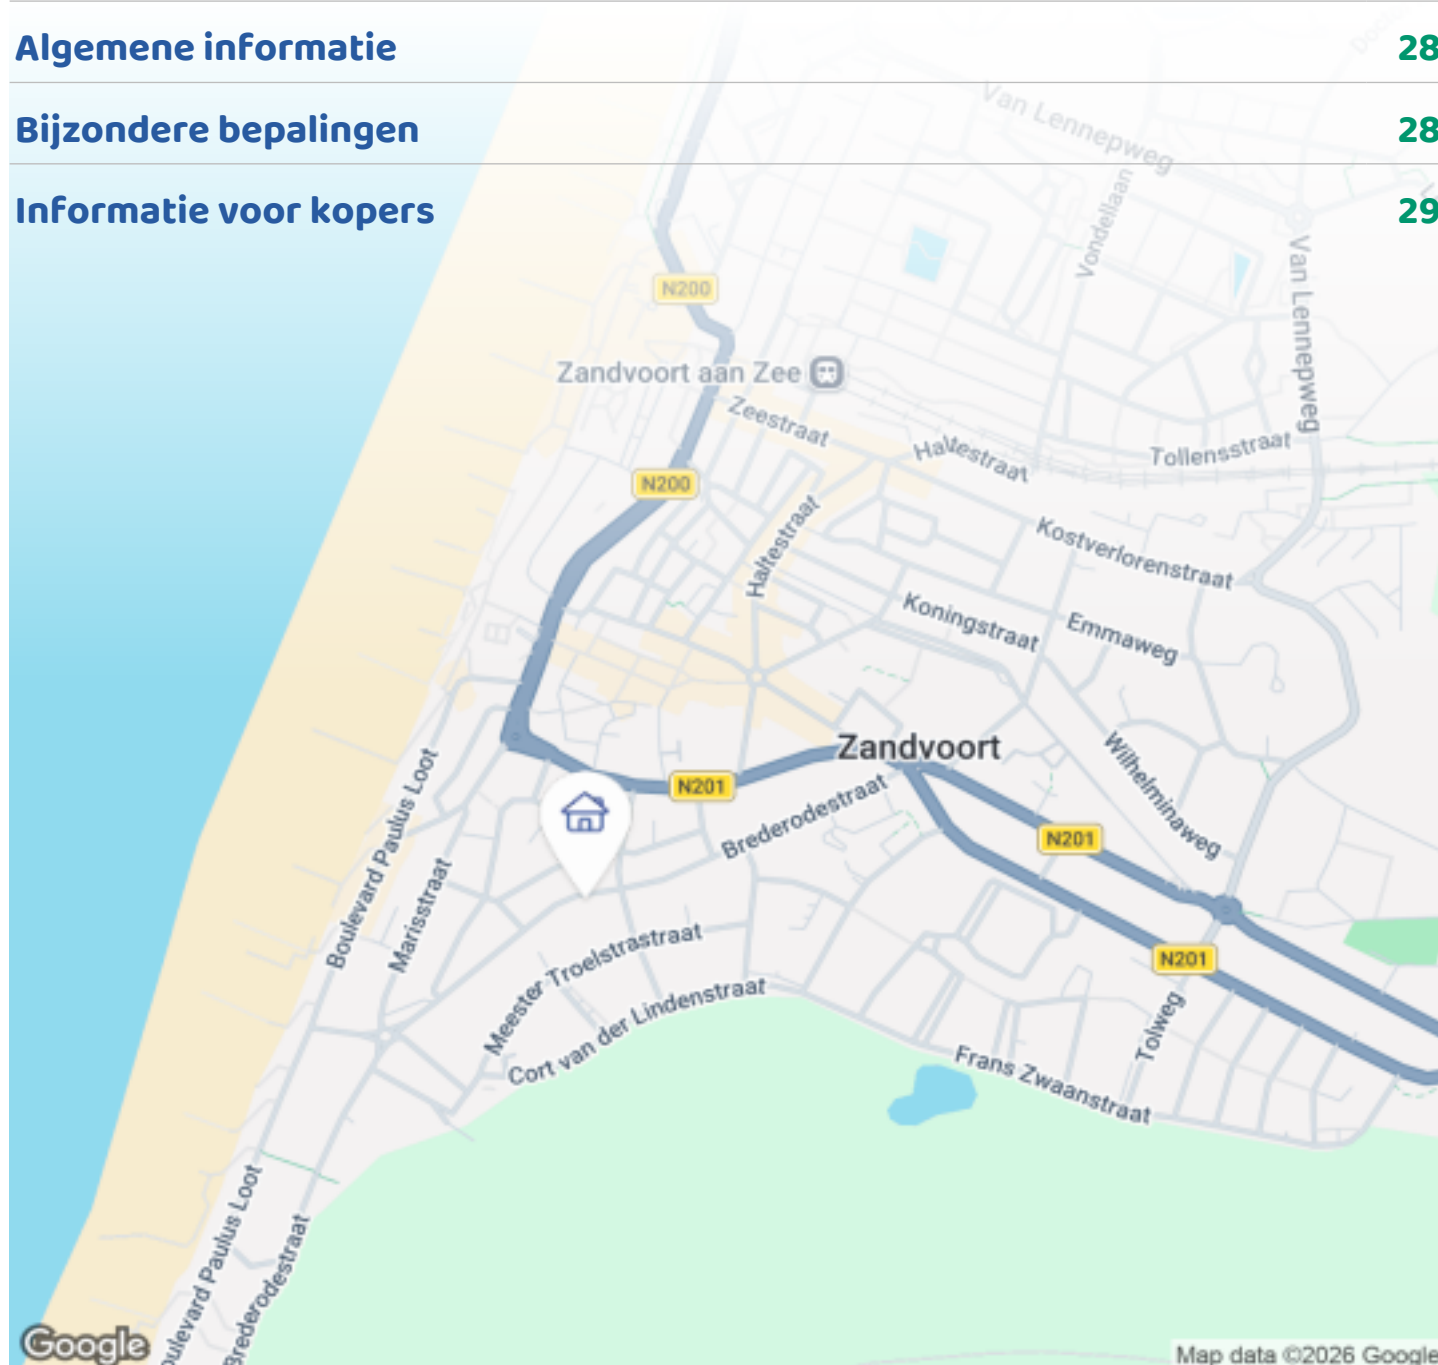 Algemene informatie 28
Bijzondere bepalingen 28
Informatie voor kopers 29
Van Lennepweg
Vondellaan
Van Lennepweg
N200
Zandvoort aan Zee
Zeestraat
Haltestraat
Tollensstraat
N200
Haltestraat
Kostverlorenstraat
Koningstraat
Emmaweg
Zandvoort
Wilhelminaweg
Boulevard Paulus Loot
N201
Brederodestraat
N201
Marisstraat
Meester Troelstrastraat
N201
Cort van der Lindenstraat
Tolweg
Frans Zwaanstraat
oulevard Paulus Loot
Brederodestraat
Google
Map data ©2026 Google